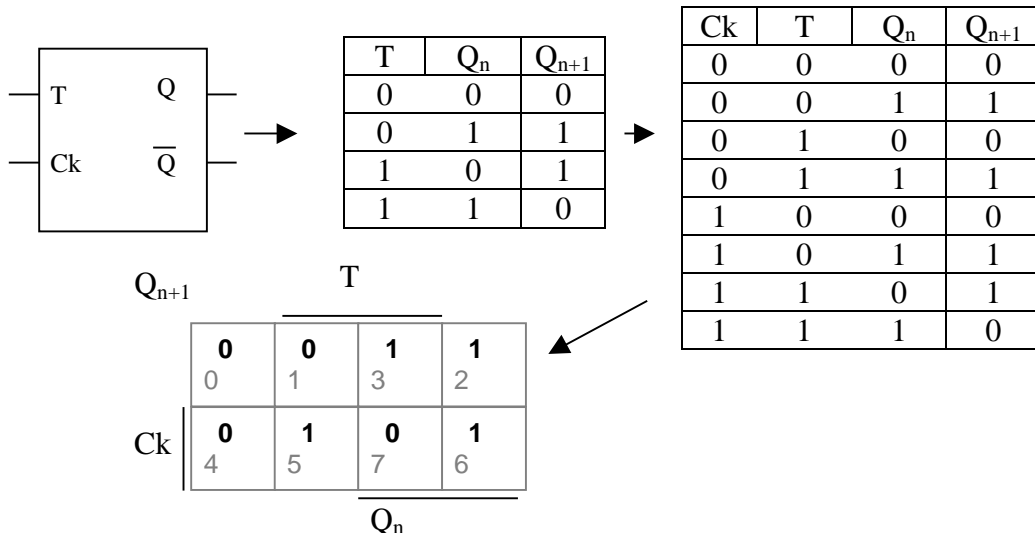 T Q
Ck Q̅
T Qₙ Qₙ₊₁
0 0 0
0 1 1
1 0 1
1 1 0
Ck T Qₙ Qₙ₊₁
0 0 0 0
0 0 1 1
0 1 0 0
0 1 1 1
1 0 0 0
1 0 1 1
1 1 0 1
1 1 1 0
Qₙ₊₁ T
0 0 1 1
0 1 3 2
Ck 0 1 0 1
4 5 7 6
Qₙ